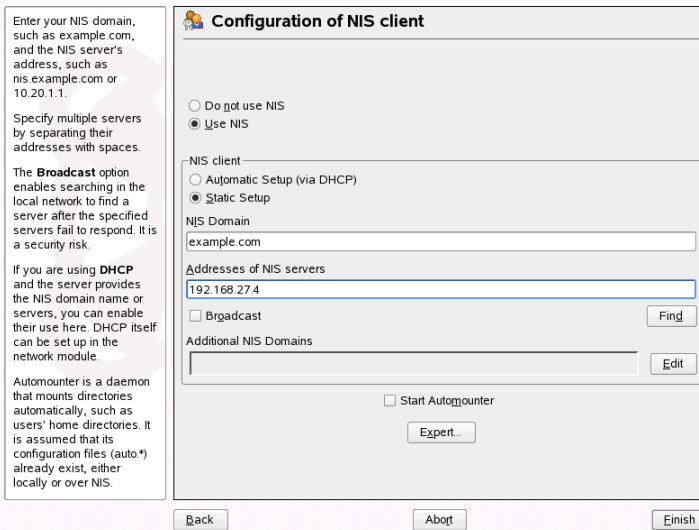 Enter your NIS domain,
such as example.com,
and the NIS server's
address, such as
nis.example.com or
10.20.1.1.
Specify multiple servers
by separating their
addresses with spaces.
The Broadcast option
enables searching in the
local network to find a
server after the specified
servers fail to respond. It is
a security risk.
If you are using DHCP
and the server provides
the NIS domain name or
servers, you can enable
their use here. DHCP itself
can be set up in the
network module.
Automounter is a daemon
that mounts directories
automatically, such as
users' home directories. It
is assumed that its
configuration files (auto.*)
already exist, either
locally or over NIS.
Configuration of NIS client
Do not use NIS
Use NIS
NIS client
Automatic Setup (via DHCP)
Static Setup
NIS Domain
example.com
Addresses of NIS servers
192.168.27.4
Broadcast
Find
Additional NIS Domains
Edit
Start Automounter
Expert...
Back
Abort
Finish